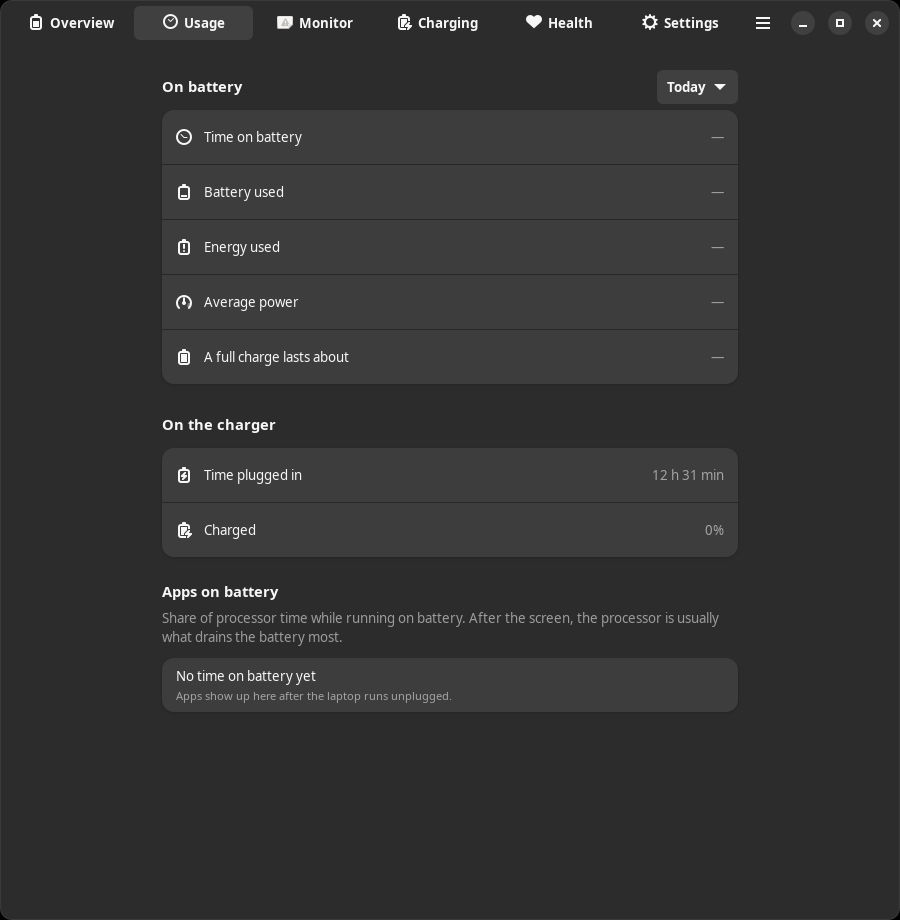 Overview Usage Monitor Charging Health Settings
On battery Today
Time on battery —
Battery used —
Energy used —
Average power —
A full charge lasts about —
On the charger
Time plugged in 12 h 31 min
Charged 0%
Apps on battery
Share of processor time while running on battery. After the screen, the processor is usually
what drains the battery most.
No time on battery yet
Apps show up here after the laptop runs unplugged.